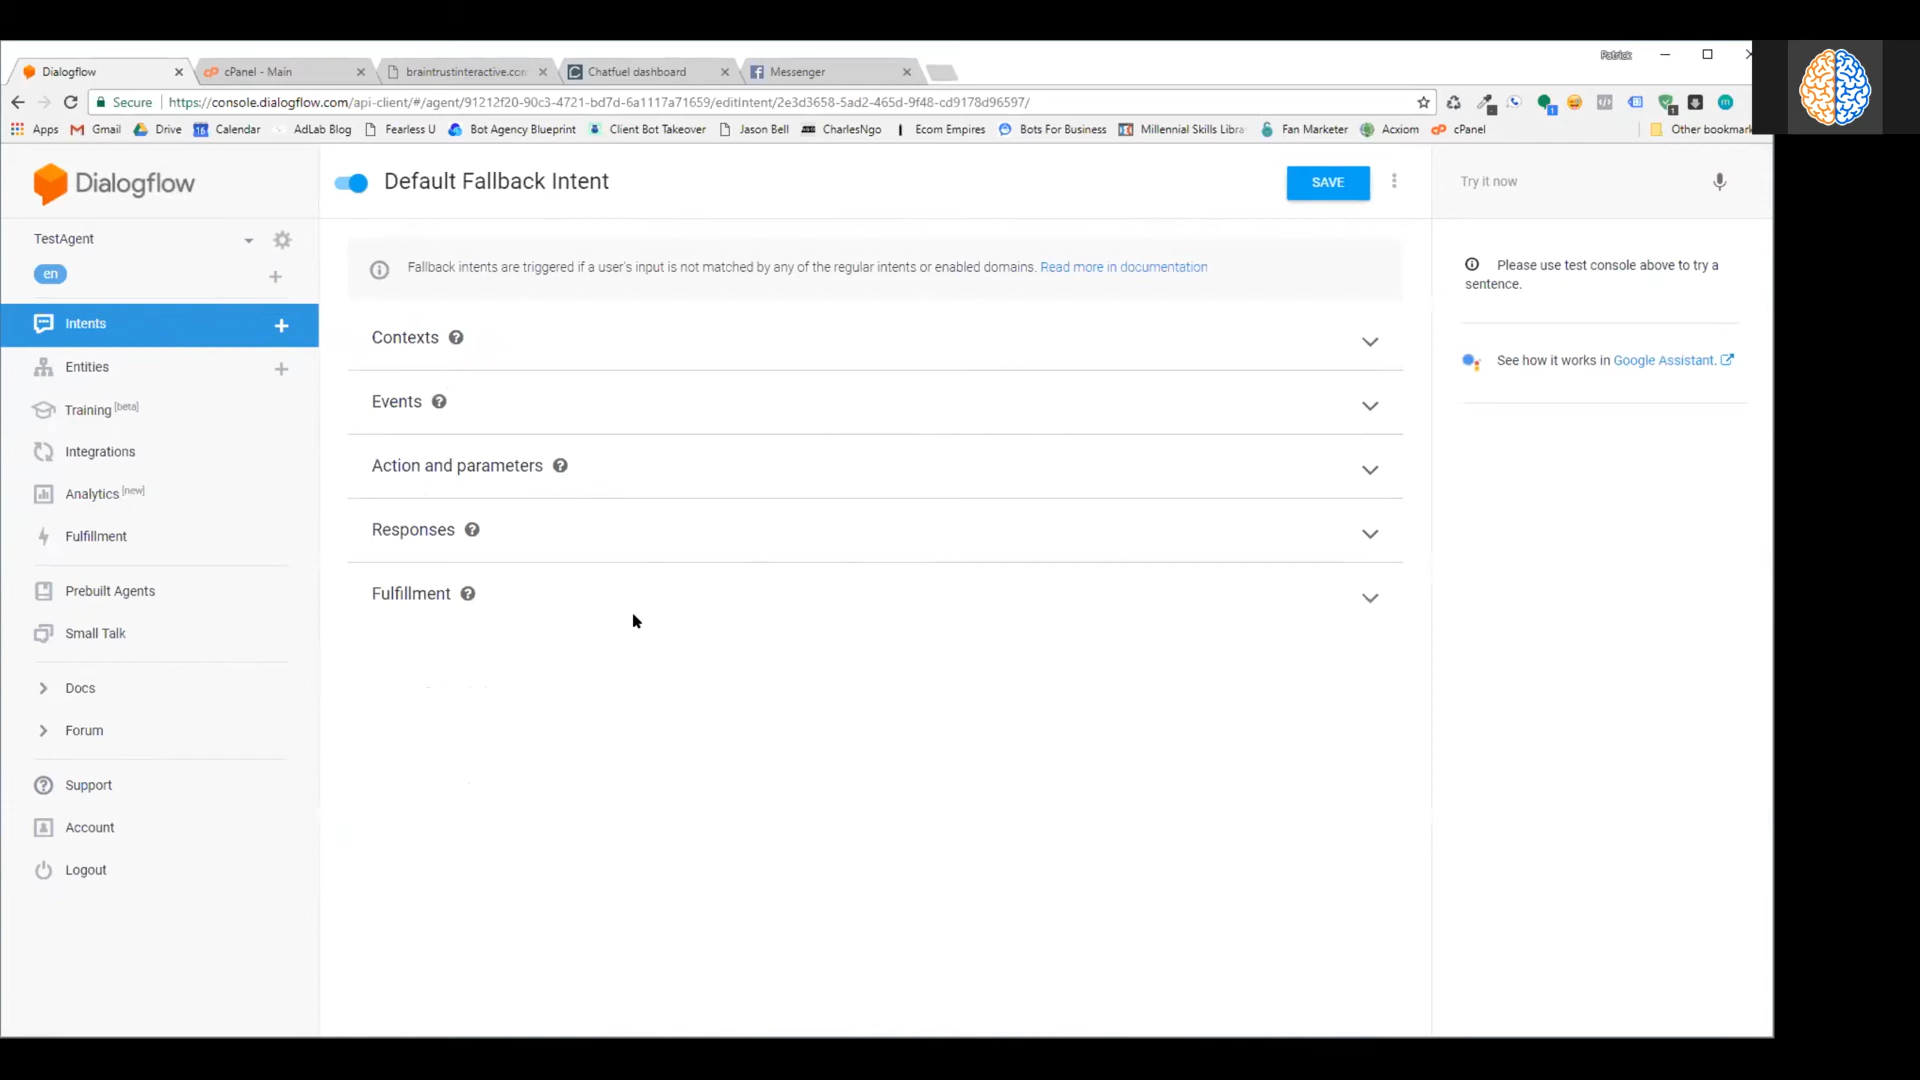 Patrick
Dialogflow
cPanel - Main
braintrustinteractive.com
Chatfuel dashboard
Messenger
Secure
https://console.dialogflow.com/api-client/#/agent/91212f20-90c3-4721-bd7d-6a1117a71659/editIntent/2e3d3658-5ad2-465d-9f48-cd9178d96597/
Apps Gmail Drive Calendar AdLab Blog Fearless U Bot Agency Blueprint Client Bot Takeover Jason Bell CharlesNgo Ecom Empires Bots For Business Millennial Skills Libra Fan Marketer Acxiom cPanel Other bookmark
Dialogflow
Default Fallback Intent
SAVE
Try it now
TestAgent
en
Fallback intents are triggered if a user's input is not matched by any of the regular intents or enabled domains. Read more in documentation
Please use test console above to try a
sentence.
See how it works in Google Assistant.
Intents
Entities
Training [beta]
Integrations
Analytics [new]
Fulfillment
Prebuilt Agents
Small Talk
Docs
Forum
Support
Account
Logout
Contexts
Events
Action and parameters
Responses
Fulfillment